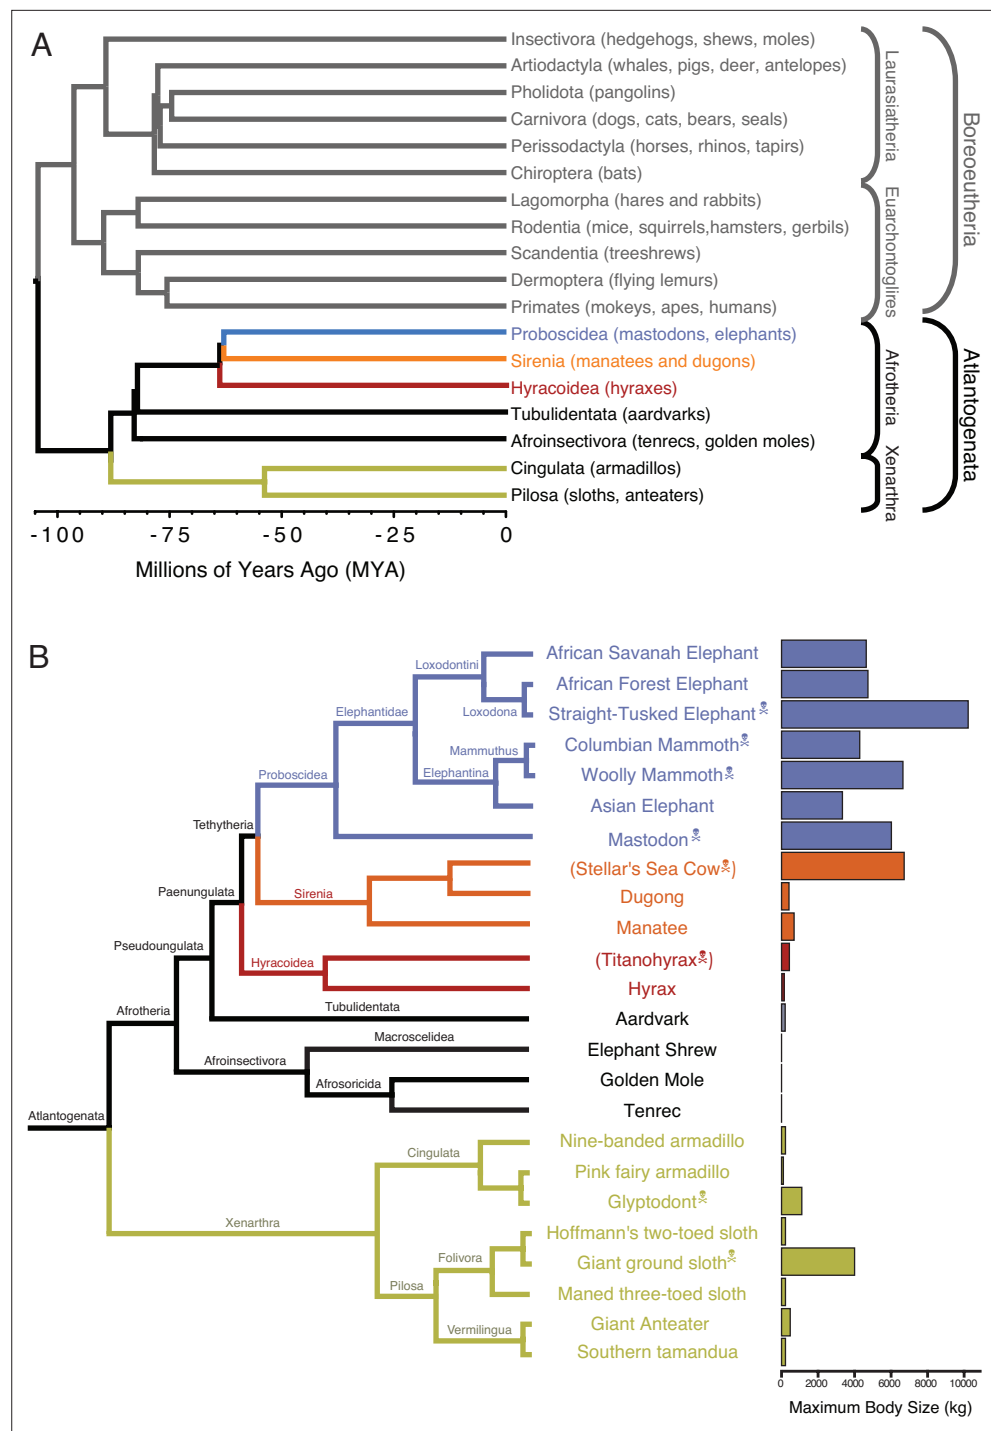 A
Insectivora (hedgehogs, shews, moles)
Artiodactyla (whales, pigs, deer, antelopes)
Pholidota (pangolins)
Carnivora (dogs, cats, bears, seals)
Perissodactyla (horses, rhinos, tapirs)
Chiroptera (bats)
Lagomorpha (hares and rabbits)
Rodentia (mice, squirrels,hamsters, gerbils)
Scandentia (treeshrews)
Dermoptera (flying lemurs)
Primates (mokeys, apes, humans)
Proboscidea (mastodons, elephants)
Sirenia (manatees and dugons)
Hyracoidea (hyraxes)
Tubulidentata (aardvarks)
Afroinsectivora (tenrecs, golden moles)
Cingulata (armadillos)
Pilosa (sloths, anteaters)
Laurasiatheria
Euarchontoglires
Afrotheria
Xenarthra
Boreoeutheria
Atlantogenata
-100 -75 -50 -25 0
Millions of Years Ago (MYA)
B
Loxodontini
Loxodona
Elephantidae
Mammuthus
Elephantina
Proboscidea
Tethytheria
Sirenia
Paenungulata
Hyracoidea
Pseudoungulata
Tubulidentata
Afrotheria
Macroscelidea
Afroinsectivora
Afrosoricida
Atlantogenata
Cingulata
Xenarthra
Folivora
Pilosa
Vermilingua
African Savanah Elephant
African Forest Elephant
Straight-Tusked Elephant
Columbian Mammoth
Woolly Mammoth
Asian Elephant
Mastodon
(Stellar's Sea Cow)
Dugong
Manatee
(Titanohyrax)
Hyrax
Aardvark
Elephant Shrew
Golden Mole
Tenrec
Nine-banded armadillo
Pink fairy armadillo
Glyptodont
Hoffmann's two-toed sloth
Giant ground sloth
Maned three-toed sloth
Giant Anteater
Southern tamandua
0 2000 4000 6000 8000 10000
Maximum Body Size (kg)